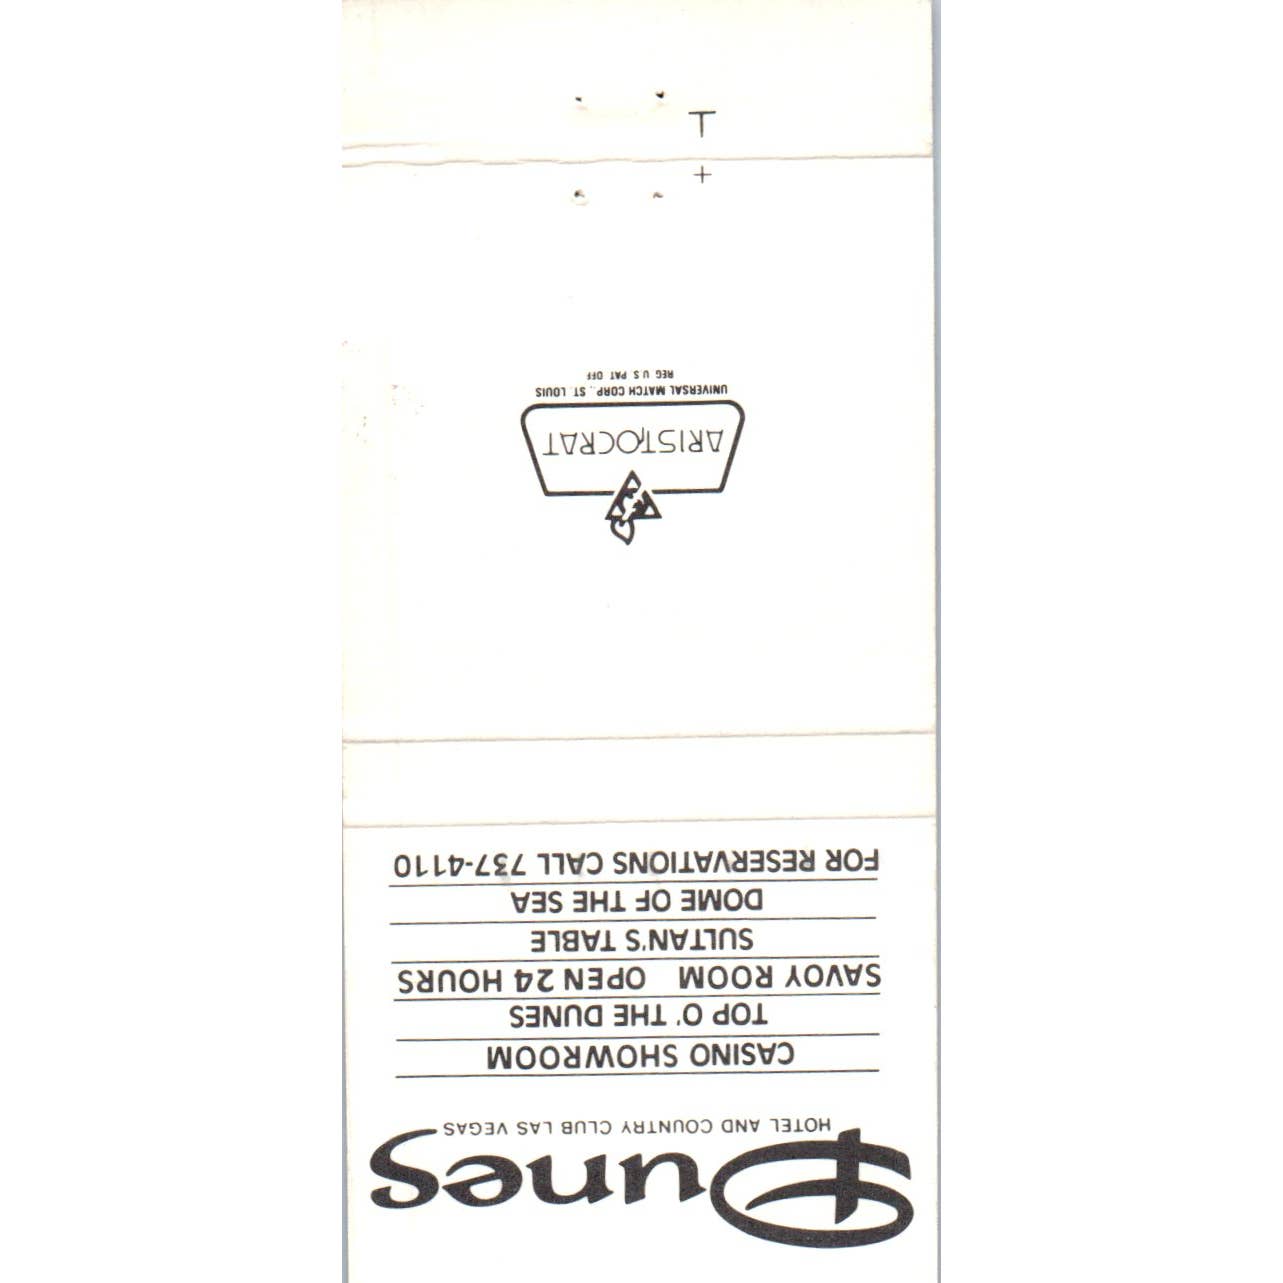 Dunes
HOTEL AND COUNTRY CLUB LAS VEGAS
CASINO SHOWROOM
TOP O' THE DUNES
SAVOY ROOM OPEN 24 HOURS
SULTAN'S TABLE
DOME OF THE SEA
FOR RESERVATIONS CALL 737-4110
ARISTOCRAT
UNIVERSAL MATCH CORP., ST. LOUIS
REG U S PAT OFF